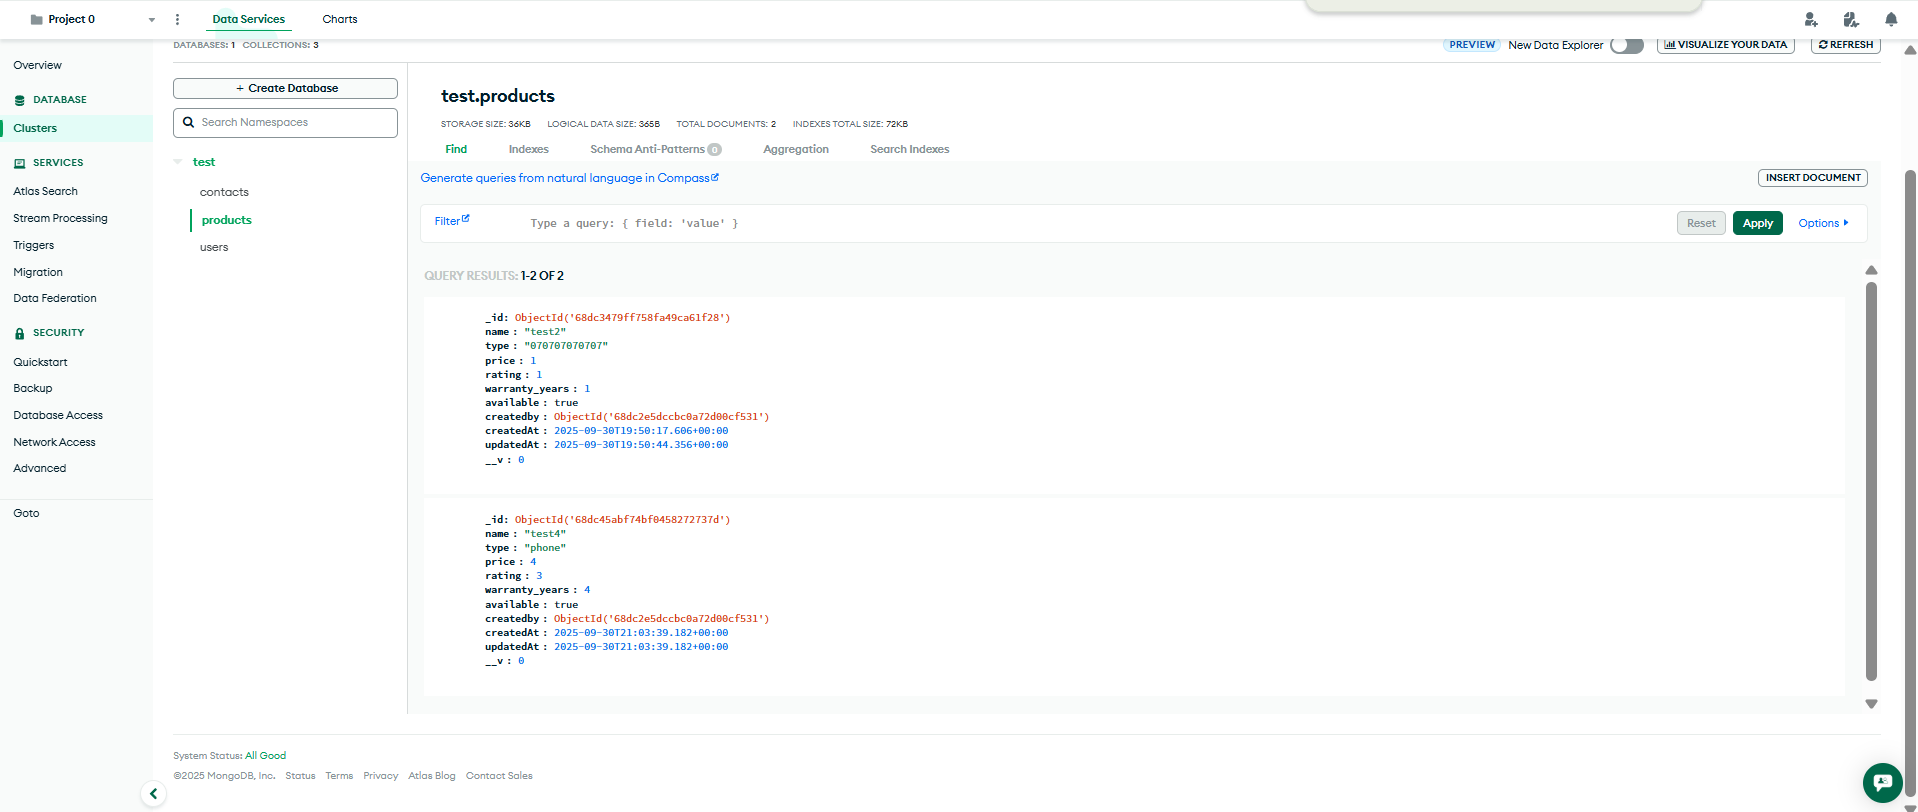 Project 0
Data Services
Charts
DATABASES: 1 COLLECTIONS: 3
PREVIEW New Data Explorer
VISUALIZE YOUR DATA
REFRESH
Overview
DATABASE
Clusters
SERVICES
Atlas Search
Stream Processing
Triggers
Migration
Data Federation
SECURITY
Quickstart
Backup
Database Access
Network Access
Advanced
Goto
+ Create Database
Search Namespaces
test
contacts
products
users
test.products
STORAGE SIZE: 36KB LOGICAL DATA SIZE: 365B TOTAL DOCUMENTS: 2 INDEXES TOTAL SIZE: 72KB
Find Indexes Schema Anti-Patterns 0 Aggregation Search Indexes
Generate queries from natural language in Compass
INSERT DOCUMENT
Filter
Type a query: { field: 'value' }
Reset
Apply
Options
QUERY RESULTS: 1-2 OF 2
_id: ObjectId('68dc3479ff758fa49ca61f28')
name : "test2"
type : "070707070707"
price : 1
rating : 1
warranty_years : 1
available : true
createdby : ObjectId('68dc2e5dccbc0a72d00cf531')
createdAt : 2025-09-30T19:50:17.606+00:00
updatedAt : 2025-09-30T19:50:44.356+00:00
__v : 0
_id: ObjectId('68dc45abf74bf0458272737d')
name : "test4"
type : "phone"
price : 4
rating : 3
warranty_years : 4
available : true
createdby : ObjectId('68dc2e5dccbc0a72d00cf531')
createdAt : 2025-09-30T21:03:39.182+00:00
updatedAt : 2025-09-30T21:03:39.182+00:00
__v : 0
System Status: All Good
©2025 MongoDB, Inc. Status Terms Privacy Atlas Blog Contact Sales